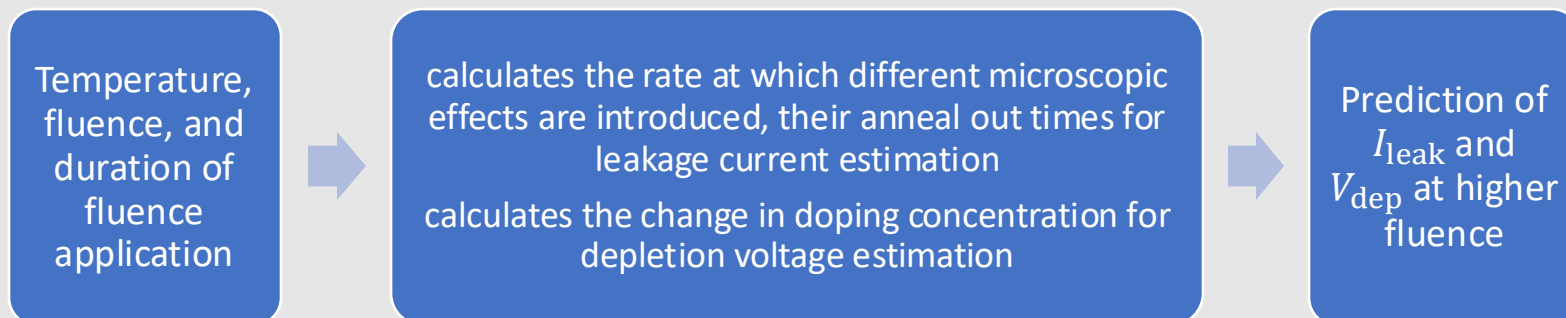 Temperature,
fluence, and
duration of
fluence
application
calculates the rate at which different microscopic
effects are introduced, their anneal out times for
leakage current estimation
calculates the change in doping concentration for
depletion voltage estimation
Prediction of
I_leak and
V_dep at higher
fluence